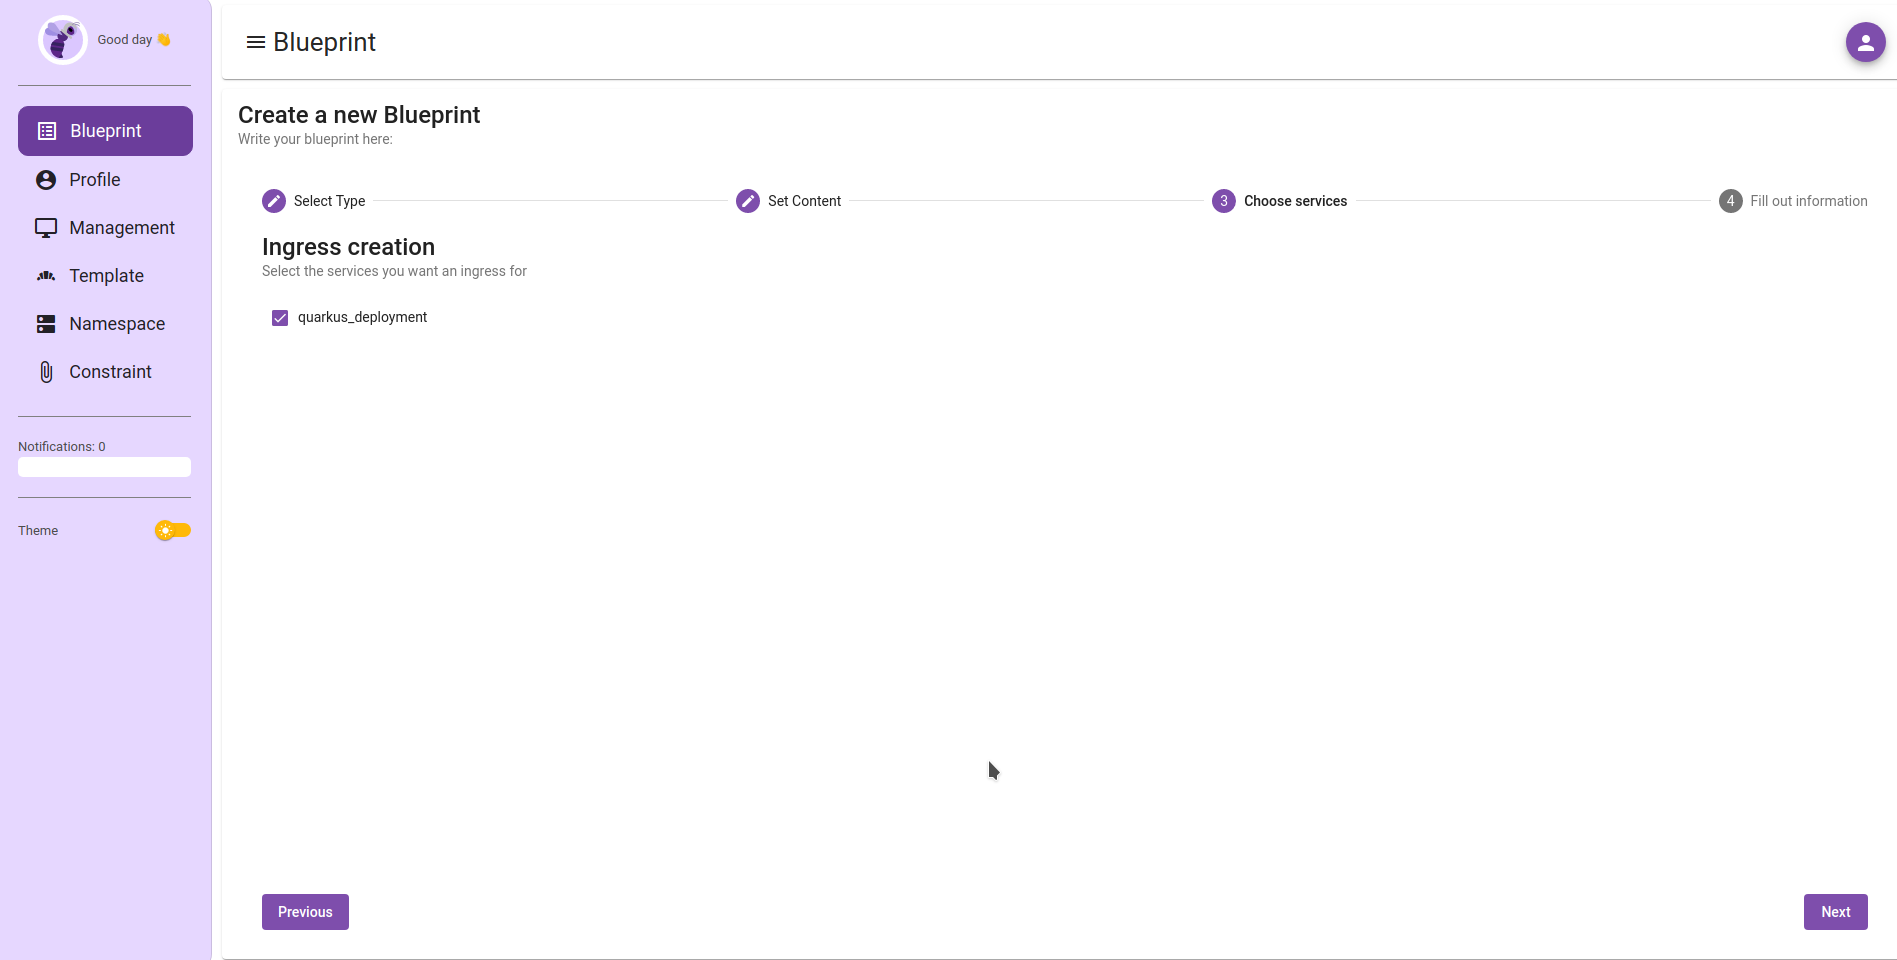 Good day 👋
Blueprint
Profile
Management
Template
Namespace
Constraint
Notifications: 0
Theme
Blueprint
Create a new Blueprint
Write your blueprint here:
Select Type
Set Content
3 Choose services
4 Fill out information
Ingress creation
Select the services you want an ingress for
quarkus_deployment
Previous
Next